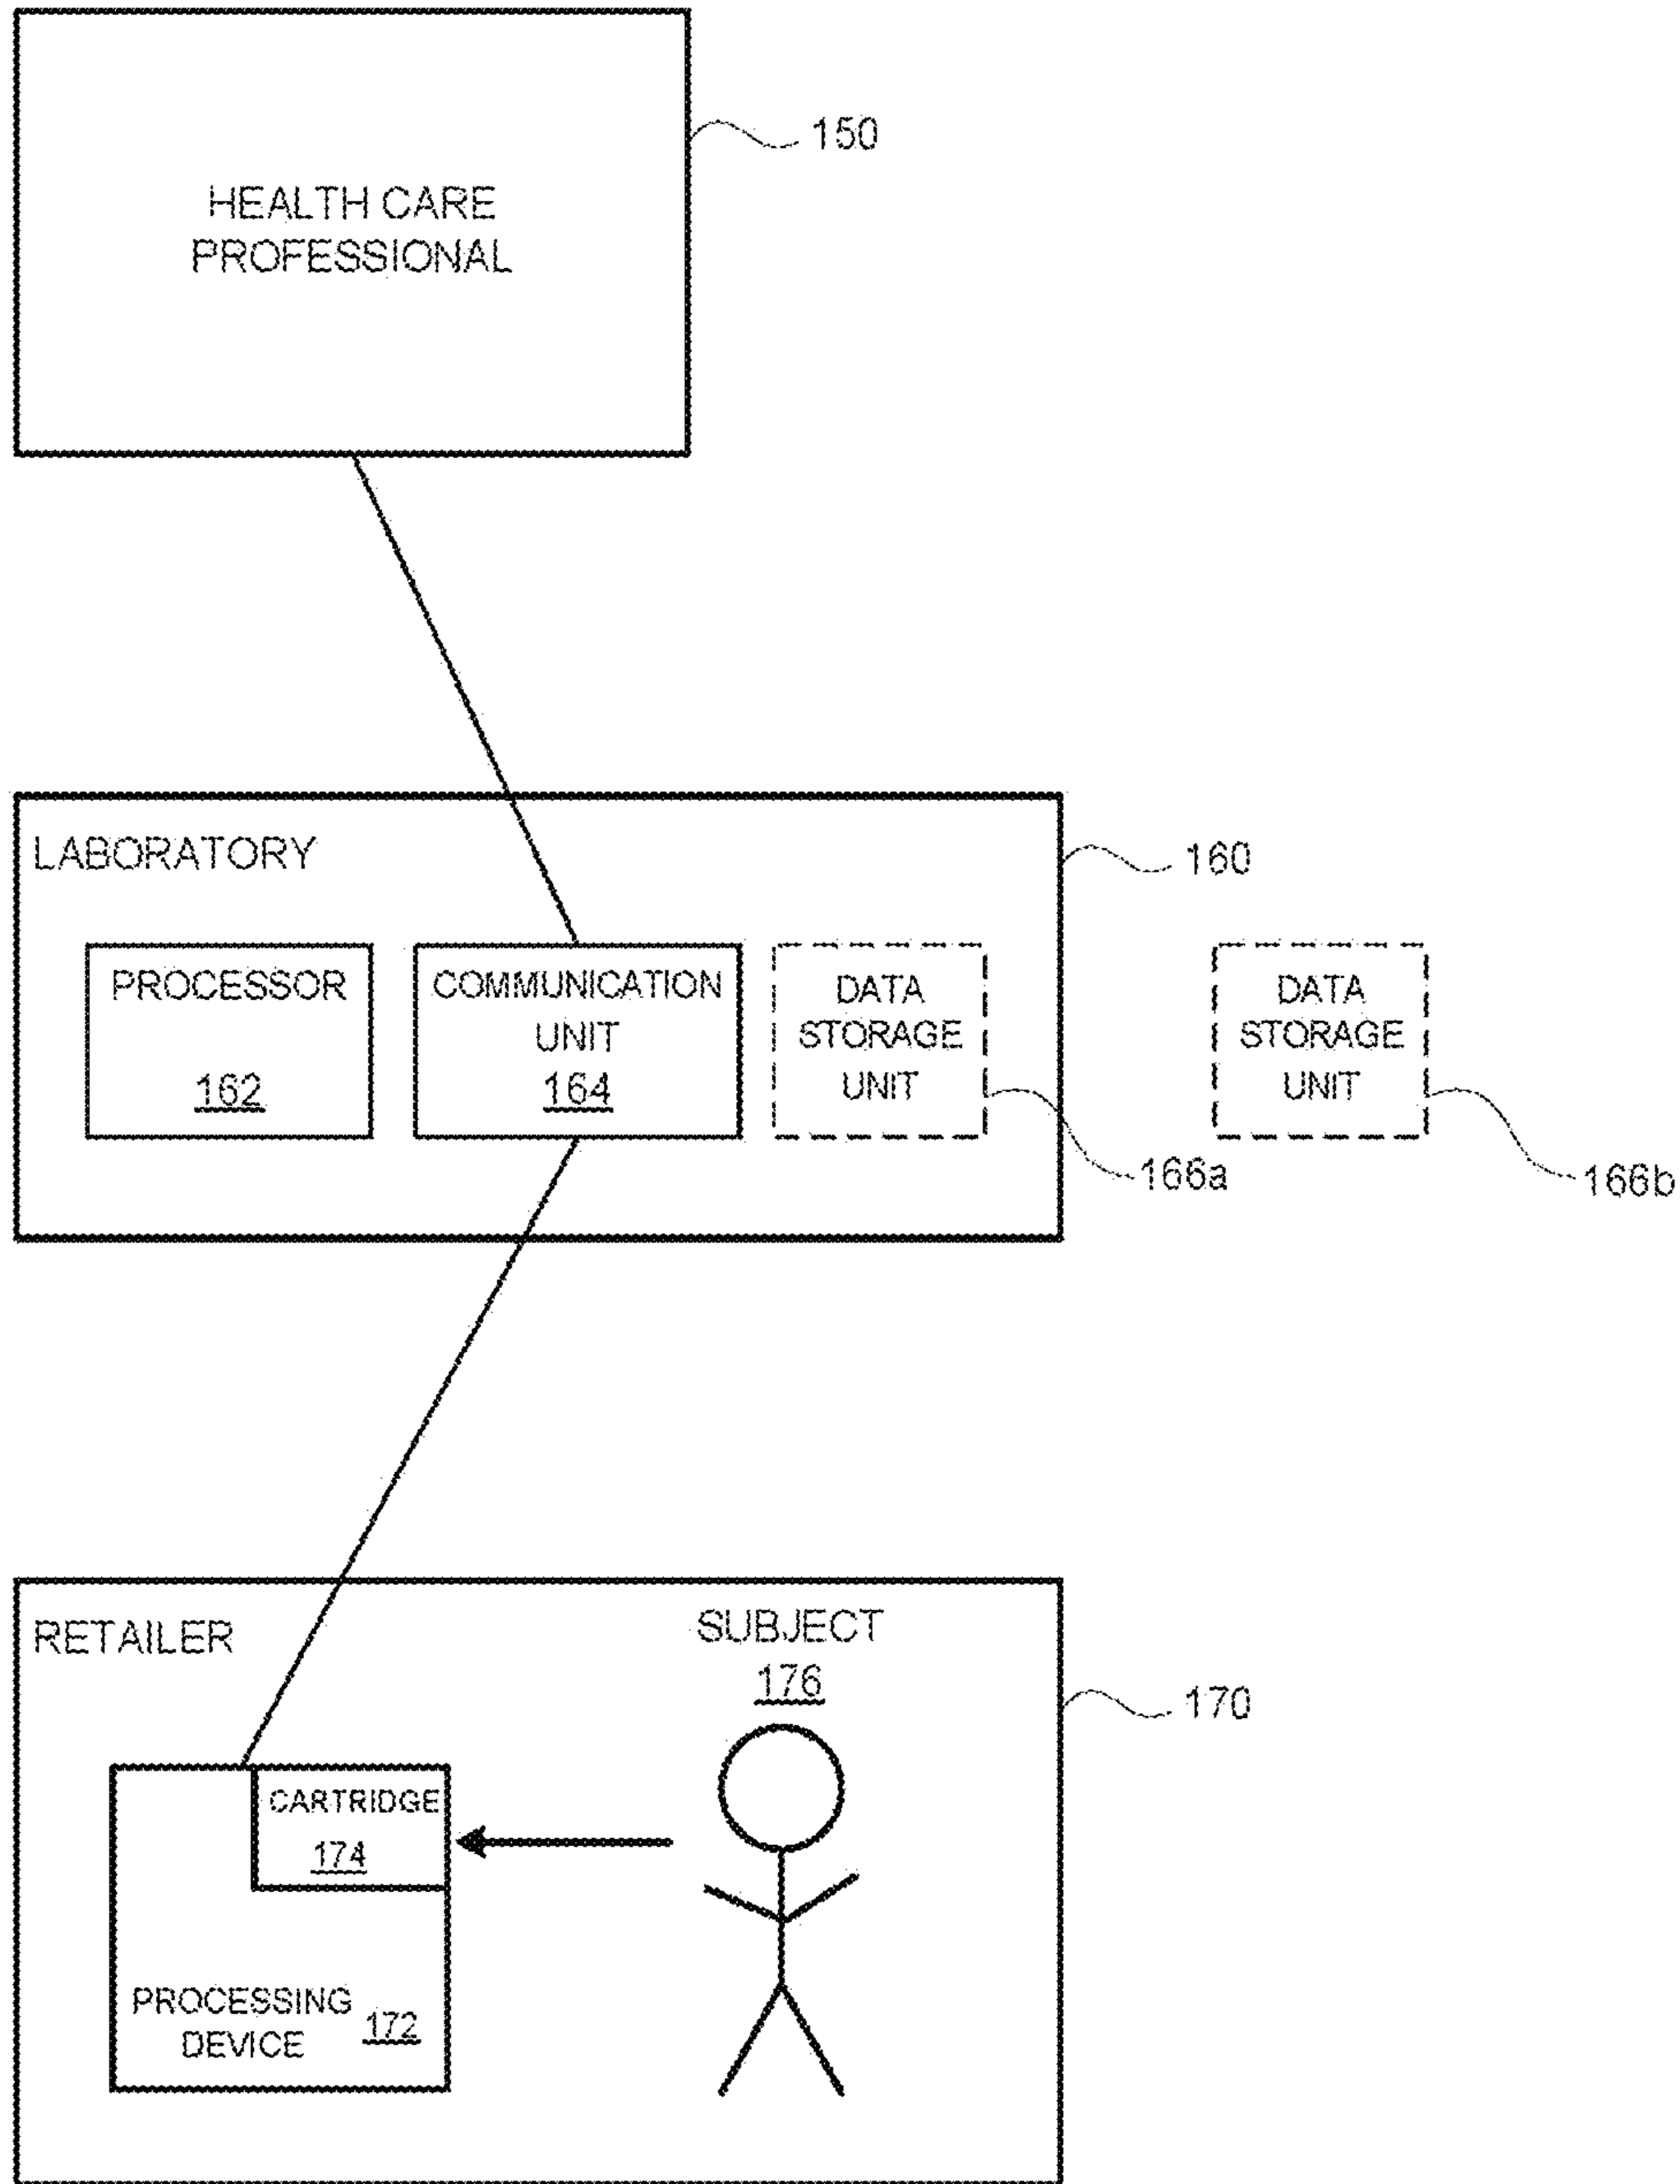 150
HEALTH CARE
PROFESSIONAL
LABORATORY
160
PROCESSOR
162
COMMUNICATION
UNIT
164
DATA
STORAGE
UNIT
166a
DATA
STORAGE
UNIT
166b
RETAILER
SUBJECT
176
170
CARTRIDGE
174
PROCESSING
DEVICE
172